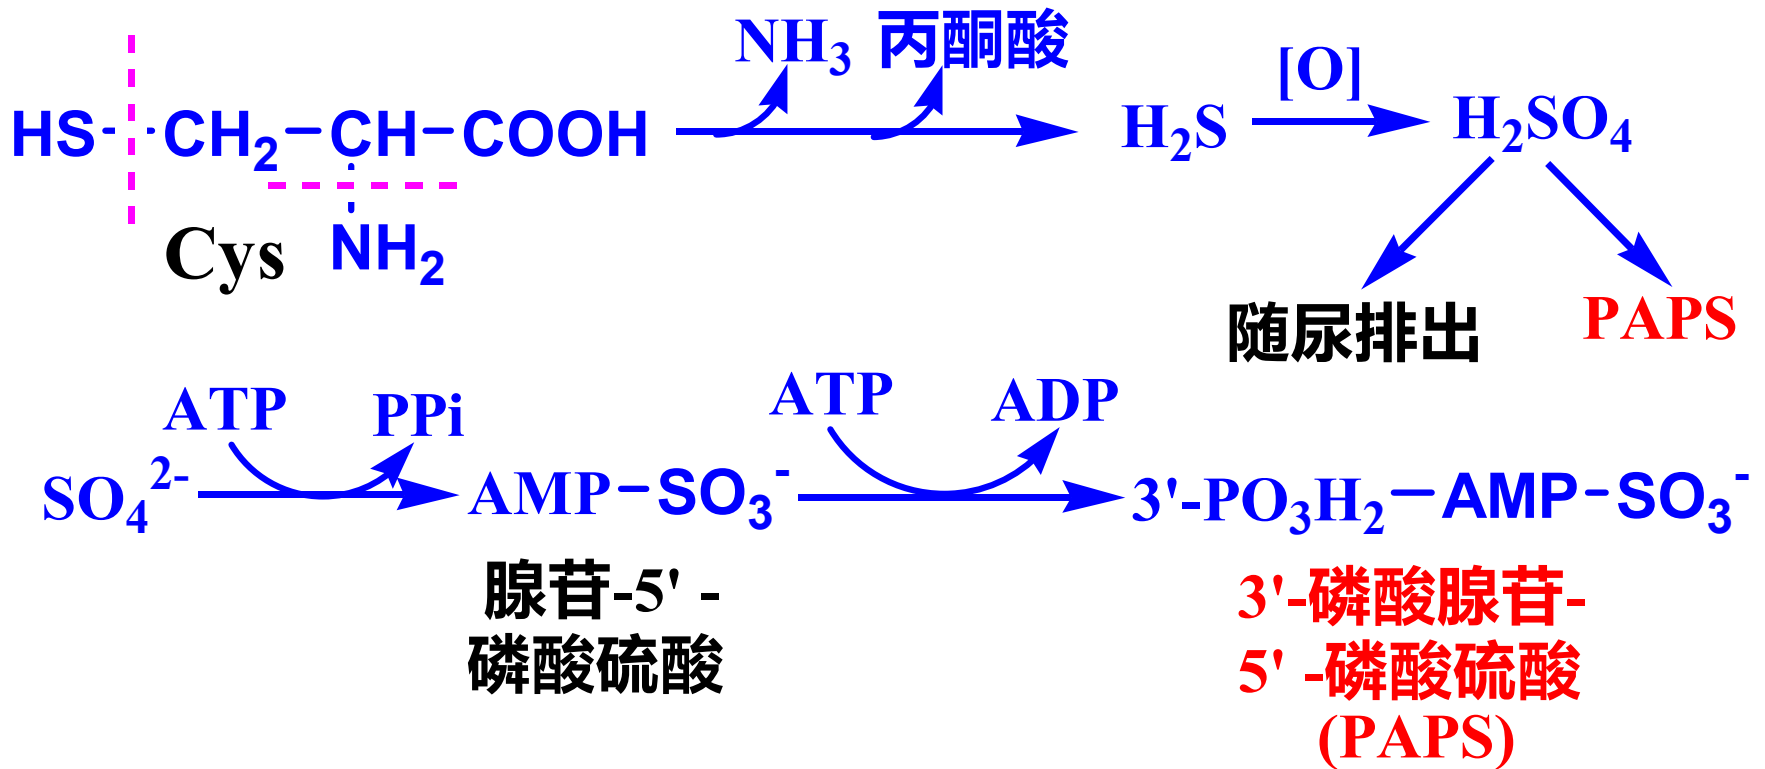 NH₃ 丙酮酸
[O]
HS-CH₂-CH-COOH
H₂S
H₂SO₄
Cys
NH₂
随尿排出
PAPS
ATP
PPi
ATP
ADP
SO₄²⁻
AMP-SO₃⁻
3'-PO₃H₂-AMP-SO₃⁻
腺苷-5' -
磷酸硫酸
3'-磷酸腺苷-
5' -磷酸硫酸
(PAPS)